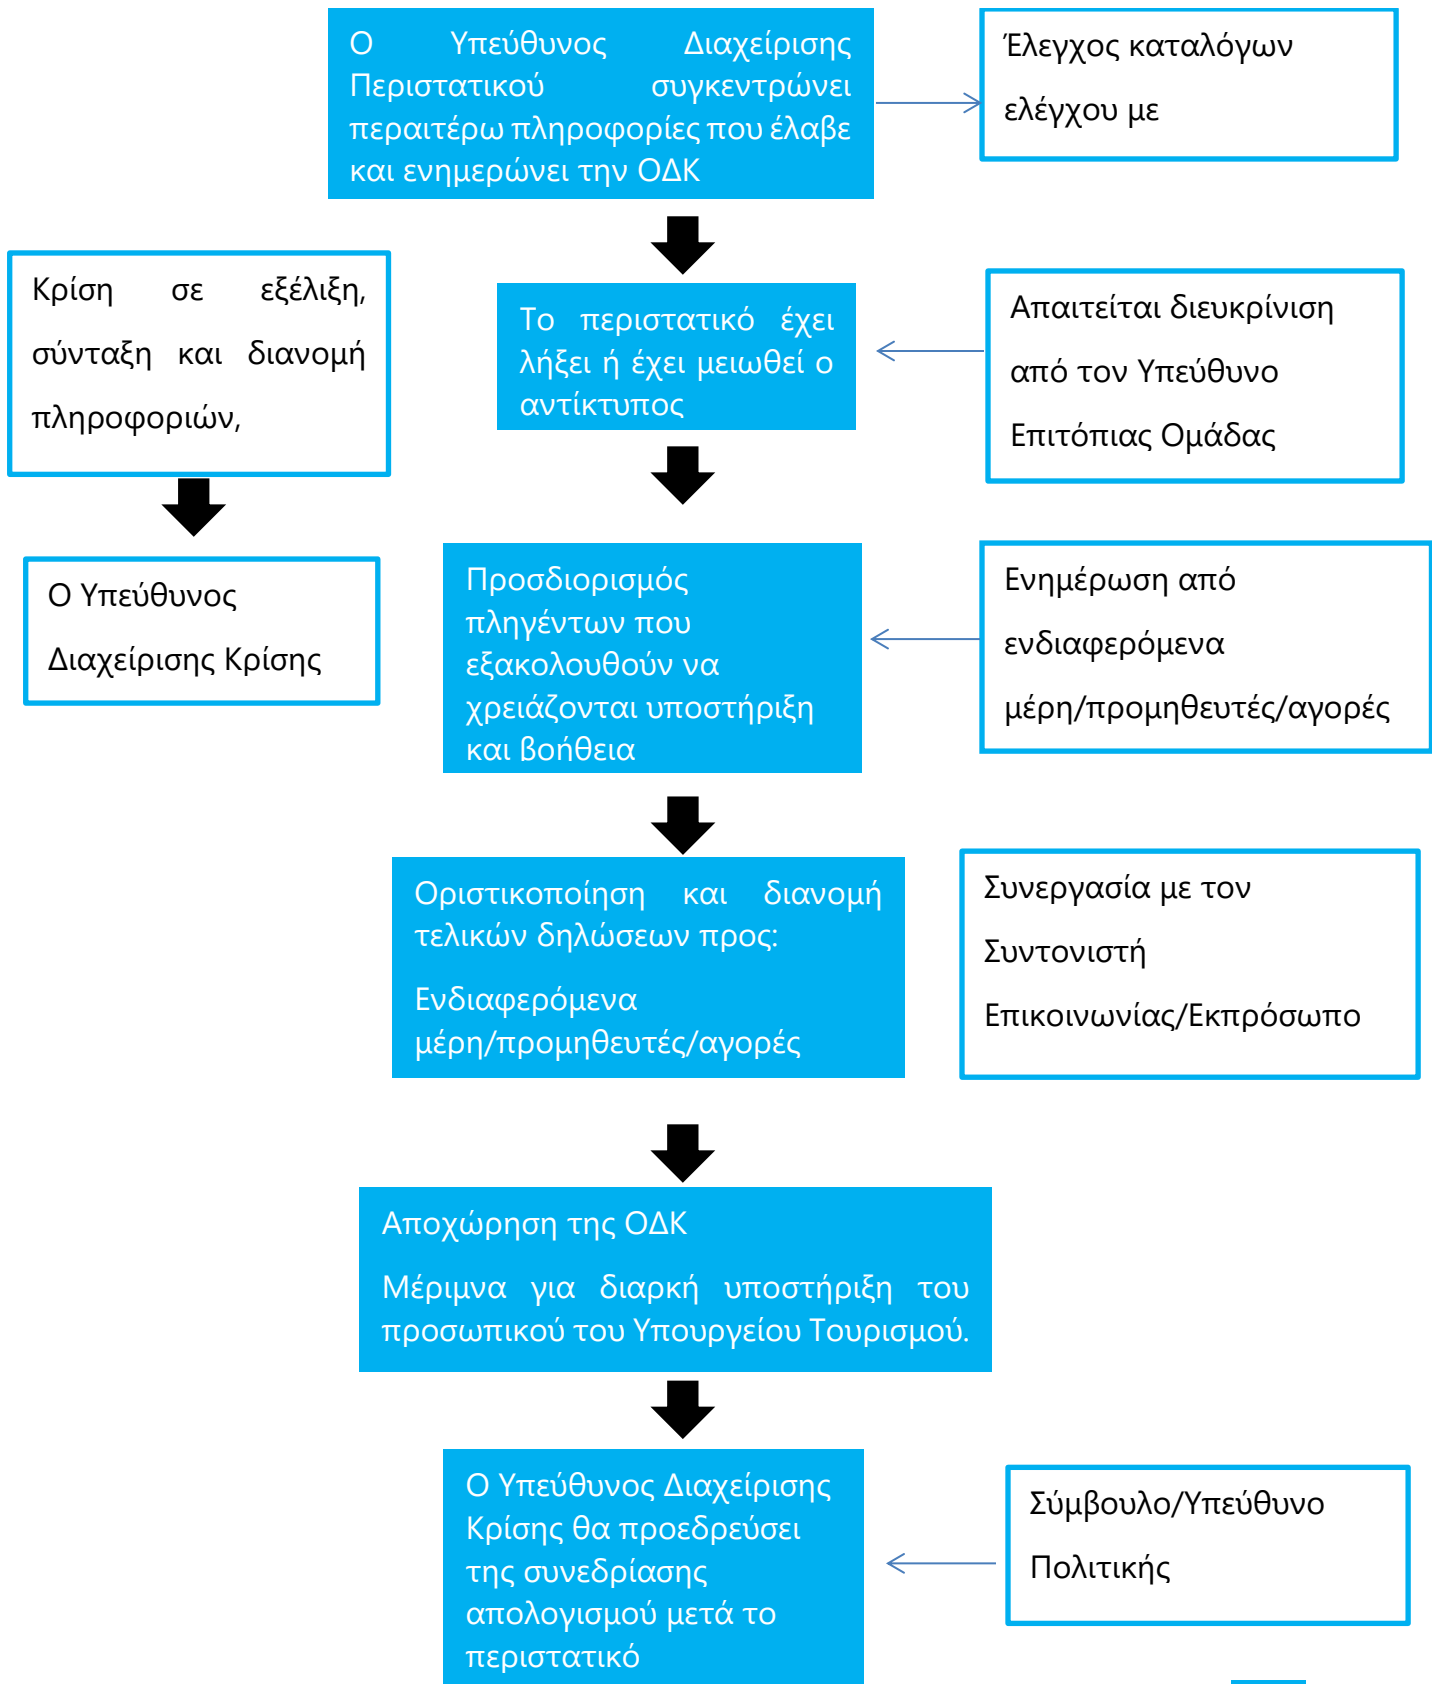 Ο Υπεύθυνος Διαχείρισης
Περιστατικού συγκεντρώνει
περαιτέρω πληροφορίες που έλαβε
και ενημερώνει την ΟΔΚ
Έλεγχος καταλόγων
ελέγχου με
Κρίση σε εξέλιξη,
σύνταξη και διανομή
πληροφοριών,
Το περιστατικό έχει
λήξει ή έχει μειωθεί ο
αντίκτυπος
Απαιτείται διευκρίνιση
από τον Υπεύθυνο
Επιτόπιας Ομάδας
Ο Υπεύθυνος
Διαχείρισης Κρίσης
Προσδιορισμός
πληγέντων που
εξακολουθούν να
χρειάζονται υποστήριξη
και βοήθεια
Ενημέρωση από
ενδιαφερόμενα
μέρη/προμηθευτές/αγορές
Οριστικοποίηση και διανομή
τελικών δηλώσεων προς:
Ενδιαφερόμενα
μέρη/προμηθευτές/αγορές
Συνεργασία με τον
Συντονιστή
Επικοινωνίας/Εκπρόσωπο
Αποχώρηση της ΟΔΚ
Μέριμνα για διαρκή υποστήριξη του
προσωπικού του Υπουργείου Τουρισμού.
Ο Υπεύθυνος Διαχείρισης
Κρίσης θα προεδρεύσει
της συνεδρίασης
απολογισμού μετά το
περιστατικό
Σύμβουλο/Υπεύθυνο
Πολιτικής